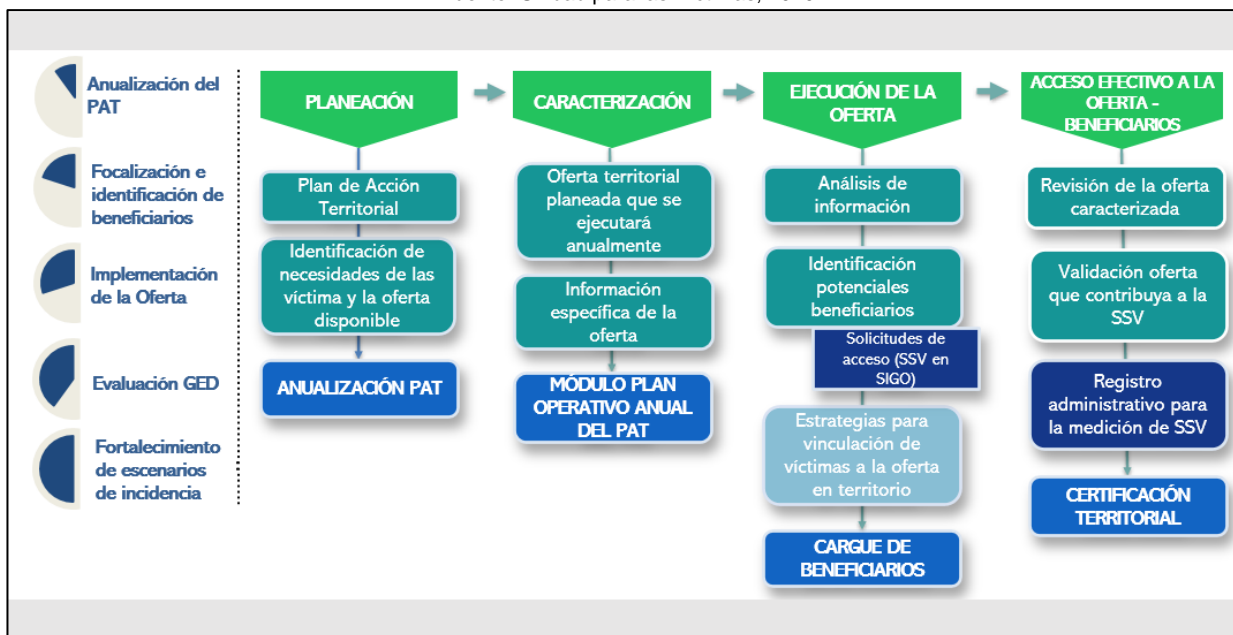 Anualización del
PAT
Focalización e
identificación de
beneficiarios
Implementación
de la Oferta
Evaluación GED
Fortalecimiento
de escenarios
de incidencia
PLANEACIÓN
Plan de Acción
Territorial
Identificación de
necesidades de las
víctima y la oferta
disponible
ANUALIZACIÓN PAT
CARACTERIZACIÓN
Oferta territorial
planeada que se
ejecutará
anualmente
Información
específica de la
oferta
MÓDULO PLAN
OPERATIVO ANUAL
DEL PAT
EJECUCIÓN DE LA
OFERTA
Análisis de
información
Identificación
potenciales
beneficiarios
Solicitudes de
acceso (SSV en
SIGO)
Estrategias para
vinculación de
víctimas a la oferta
en territorio
CARGUE DE
BENEFICIARIOS
ACCESO EFECTIVO A LA
OFERTA –
BENEFICIARIOS
Revisión de la oferta
caracterizada
Validación oferta
que contribuya a la
SSV
Registro
administrativo para
la medición de SSV
CERTIFICACIÓN
TERRITORIAL